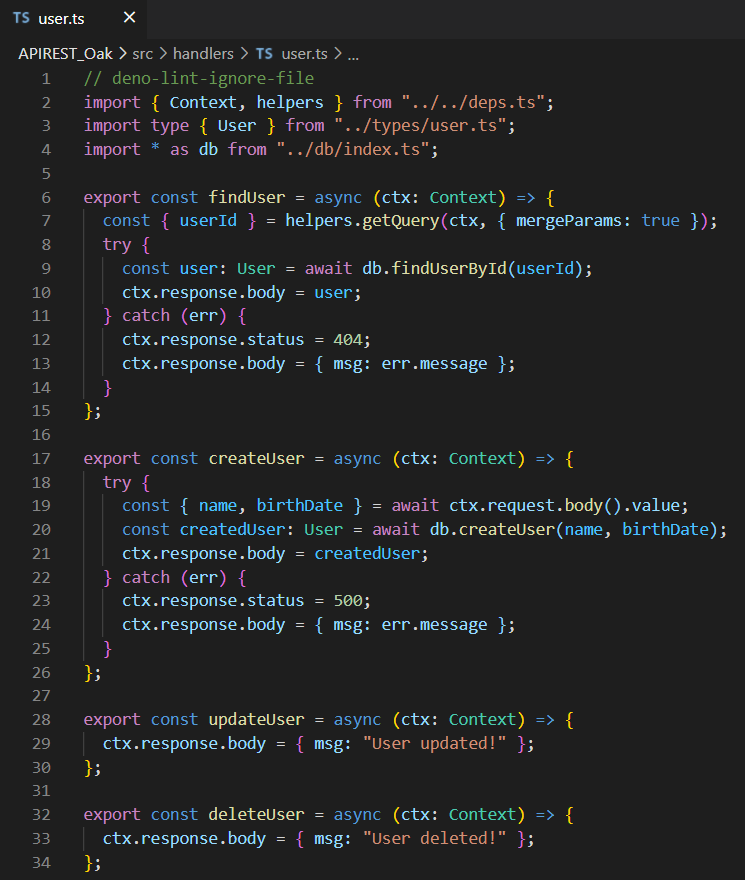 TS user.ts ×
APIREST_Oak > src > handlers > TS user.ts > ...
1 // deno-lint-ignore-file
2 import { Context, helpers } from "../../deps.ts";
3 import type { User } from "../types/user.ts";
4 import * as db from "../db/index.ts";
5
6 export const findUser = async (ctx: Context) => {
7   const { userId } = helpers.getQuery(ctx, { mergeParams: true });
8   try {
9     const user: User = await db.findUserById(userId);
10     ctx.response.body = user;
11   } catch (err) {
12     ctx.response.status = 404;
13     ctx.response.body = { msg: err.message };
14   }
15 };
16
17 export const createUser = async (ctx: Context) => {
18   try {
19     const { name, birthDate } = await ctx.request.body().value;
20     const createdUser: User = await db.createUser(name, birthDate);
21     ctx.response.body = createdUser;
22   } catch (err) {
23     ctx.response.status = 500;
24     ctx.response.body = { msg: err.message };
25   }
26 };
27
28 export const updateUser = async (ctx: Context) => {
29   ctx.response.body = { msg: "User updated!" };
30 };
31
32 export const deleteUser = async (ctx: Context) => {
33   ctx.response.body = { msg: "User deleted!" };
34 };